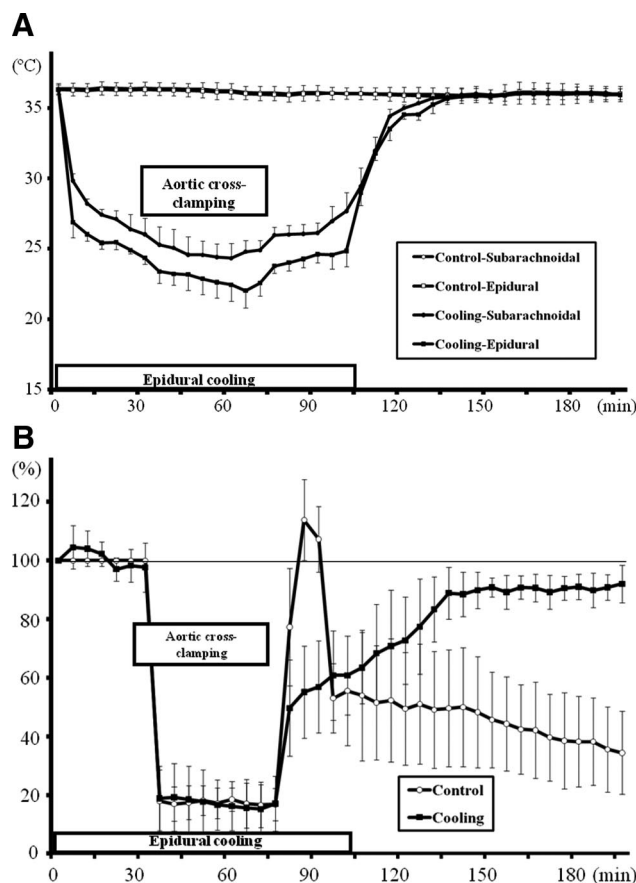 A
(°C)
35
30
25
20
15
Aortic cross-
clamping
Control-Subarachnoidal
Control-Epidural
Cooling-Subarachnoidal
Cooling-Epidural
Epidural cooling
0 30 60 90 120 150 180 (min)
B
(%)
120
100
80
60
40
20
0
Aortic cross-
clamping
Control
Cooling
Epidural cooling
0 30 60 90 120 150 180 (min)